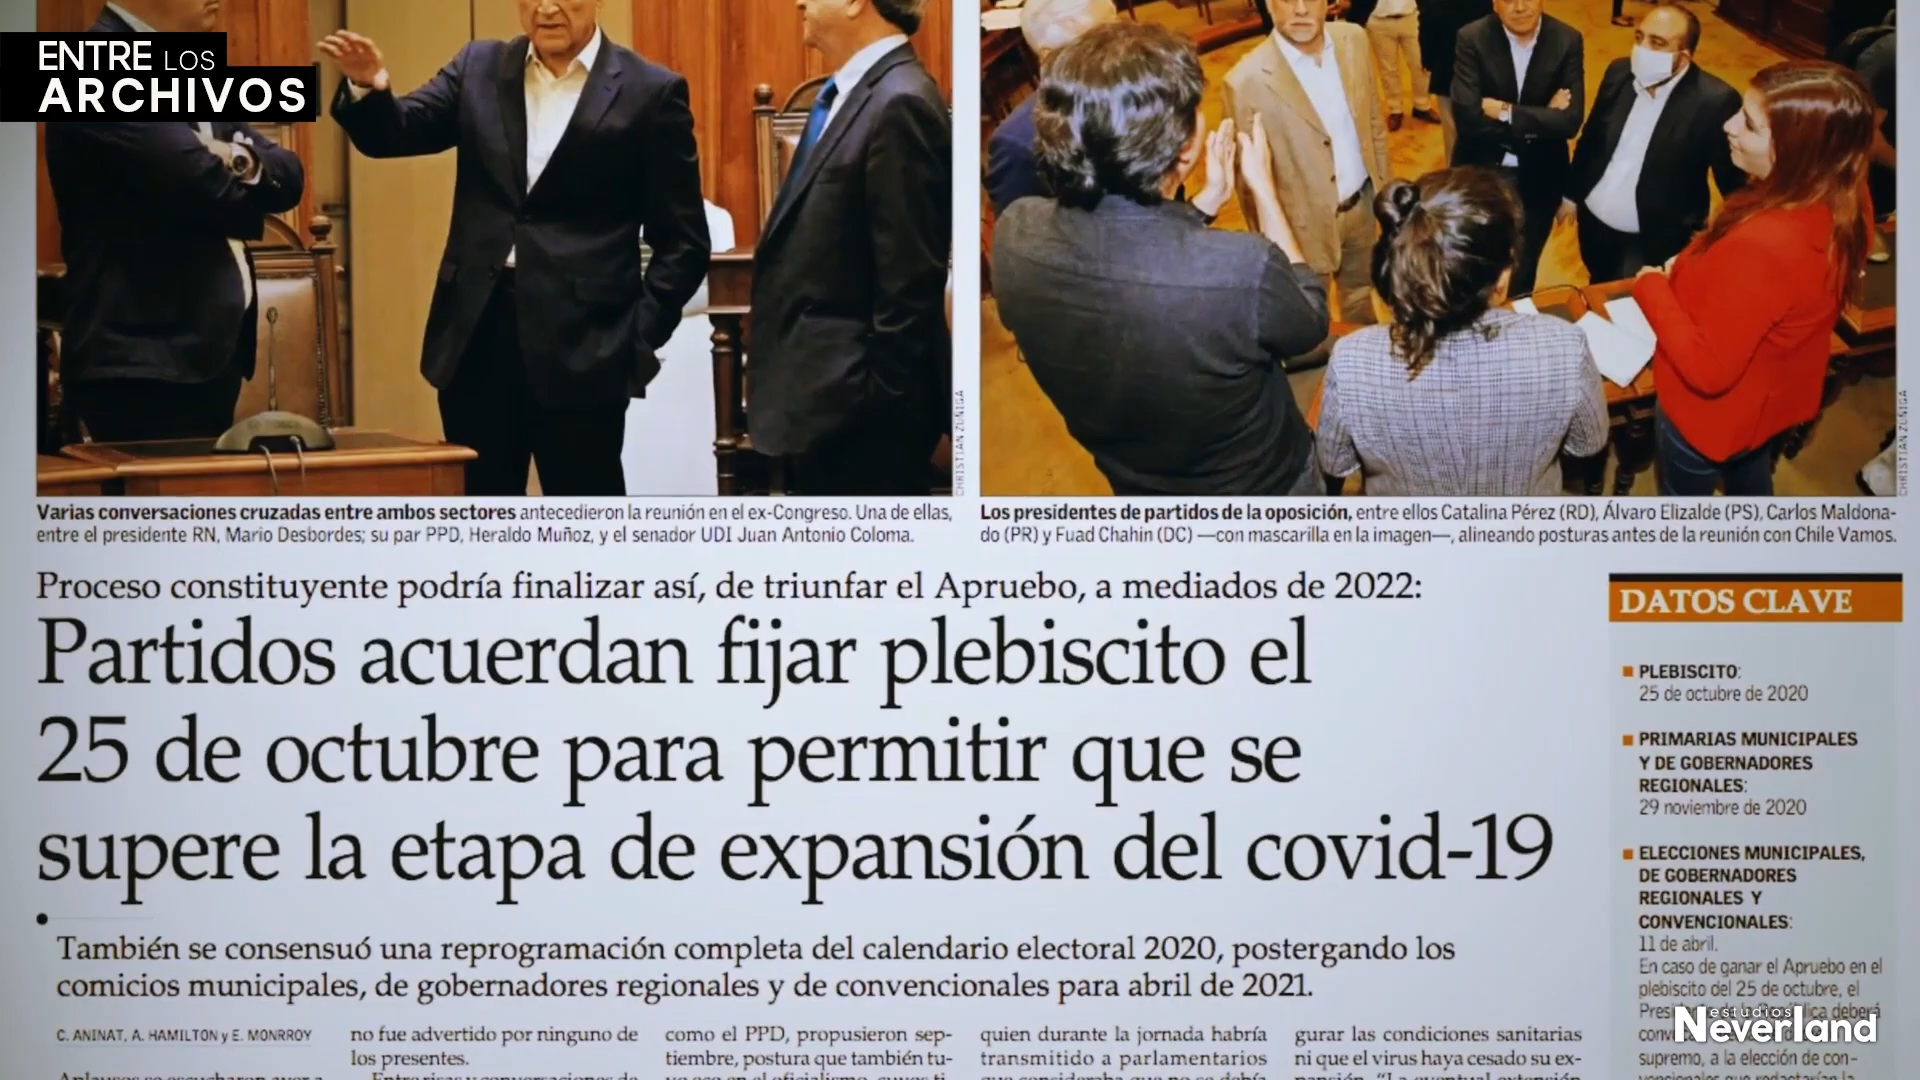 ENTRE LOS
ARCHIVOS
CHRISTIAN ZÚÑIGA
CHRISTIAN ZÚÑIGA
Varias conversaciones cruzadas entre ambos sectores antecedieron la reunión en el ex-Congreso. Una de ellas,
entre el presidente RN, Mario Desbordes; su par PPD, Heraldo Muñoz, y el senador UDI Juan Antonio Coloma.
Los presidentes de partidos de la oposición, entre ellos Catalina Pérez (RD), Álvaro Elizalde (PS), Carlos Maldona-
do (PR) y Fuad Chahin (DC) —con mascarilla en la imagen—, alineando posturas antes de la reunión con Chile Vamos.
Proceso constituyente podría finalizar así, de triunfar el Apruebo, a mediados de 2022:
Partidos acuerdan fijar plebiscito el
25 de octubre para permitir que se
supere la etapa de expansión del covid-19
También se consensuó una reprogramación completa del calendario electoral 2020, postergando los
comicios municipales, de gobernadores regionales y de convencionales para abril de 2021.
C. ANINAT, A. HAMILTON y E. MONRROY
no fue advertido por ninguno de
los presentes.
como el PPD, propusieron sep-
tiembre, postura que también tu-
quien durante la jornada habría
transmitido a parlamentarios
gurar las condiciones sanitarias
ni que el virus haya cesado su ex-
DATOS CLAVE
PLEBISCITO:
25 de octubre de 2020
PRIMARIAS MUNICIPALES
Y DE GOBERNADORES
REGIONALES:
29 noviembre de 2020
ELECCIONES MUNICIPALES,
DE GOBERNADORES
REGIONALES Y
CONVENCIONALES:
11 de abril.
En caso de ganar el Apruebo en el
plebiscito del 25 de octubre, el
deberá
supremo, a la elección de con-
estudios
Neverland